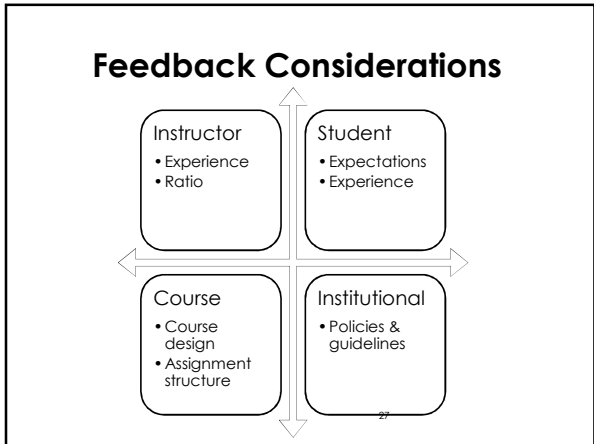 Feedback Considerations
Instructor
• Experience
• Ratio
Student
• Expectations
• Experience
Course
• Course
design
• Assignment
structure
Institutional
• Policies &
guidelines
27